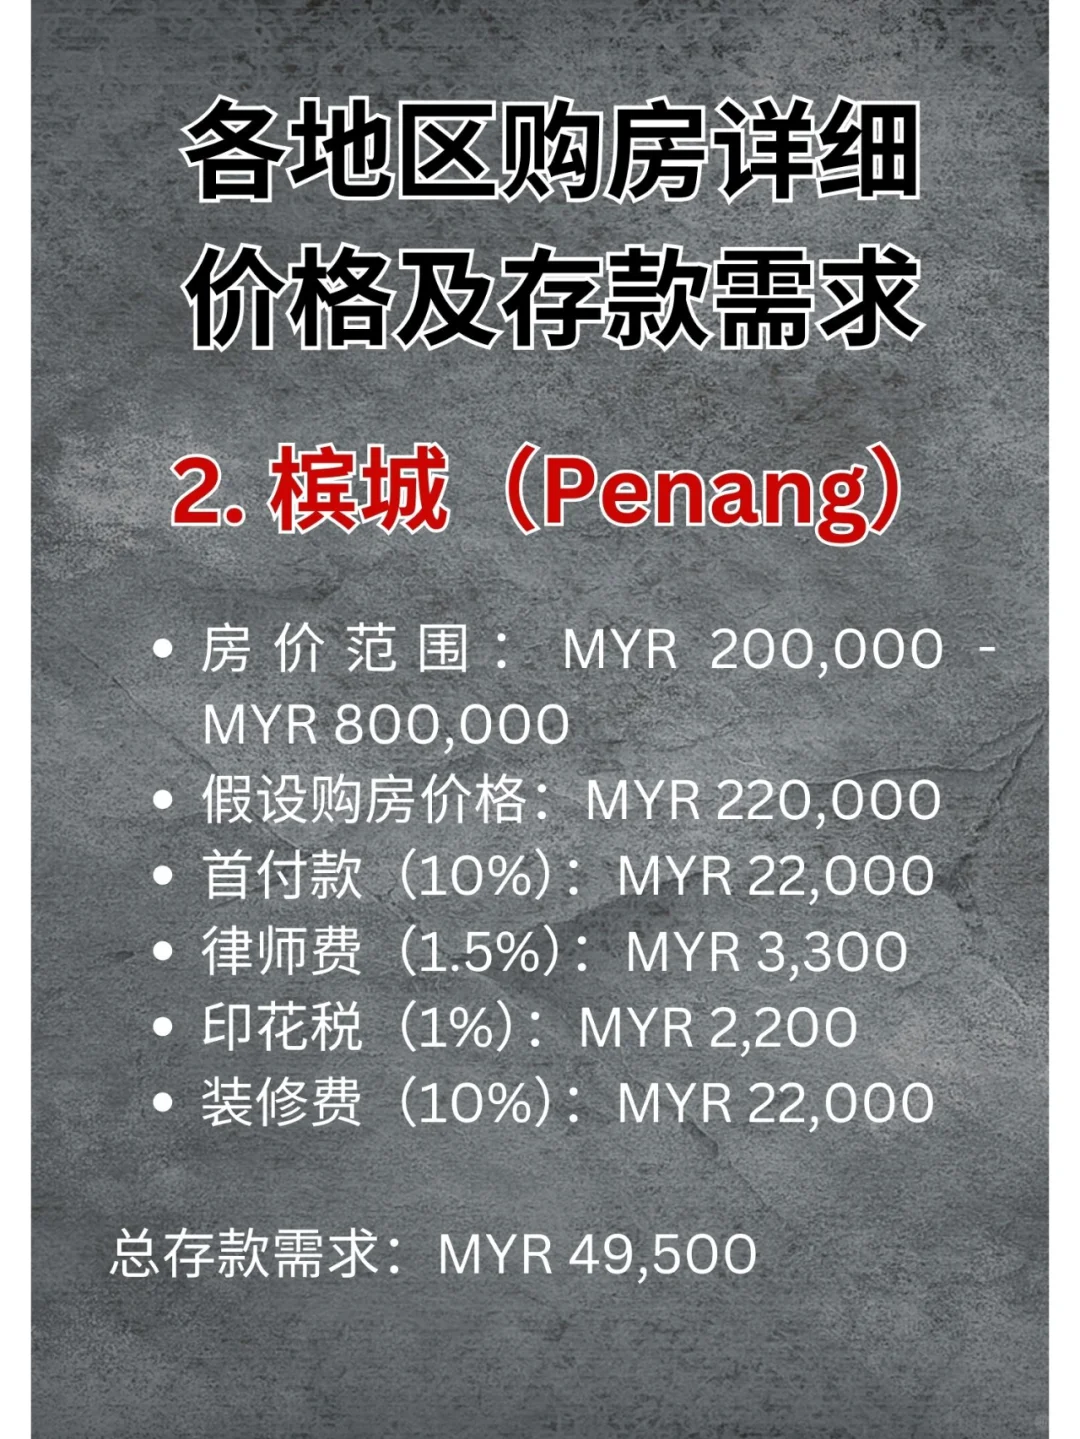 各地区购房详细
价格及存款需求
2. 槟城（Penang）
• 房价范围：MYR 200,000 -
MYR 800,000
• 假设购房价格：MYR 220,000
• 首付款（10%）：MYR 22,000
• 律师费（1.5%）：MYR 3,300
• 印花税（1%）：MYR 2,200
• 装修费（10%）：MYR 22,000
总存款需求：MYR 49,500